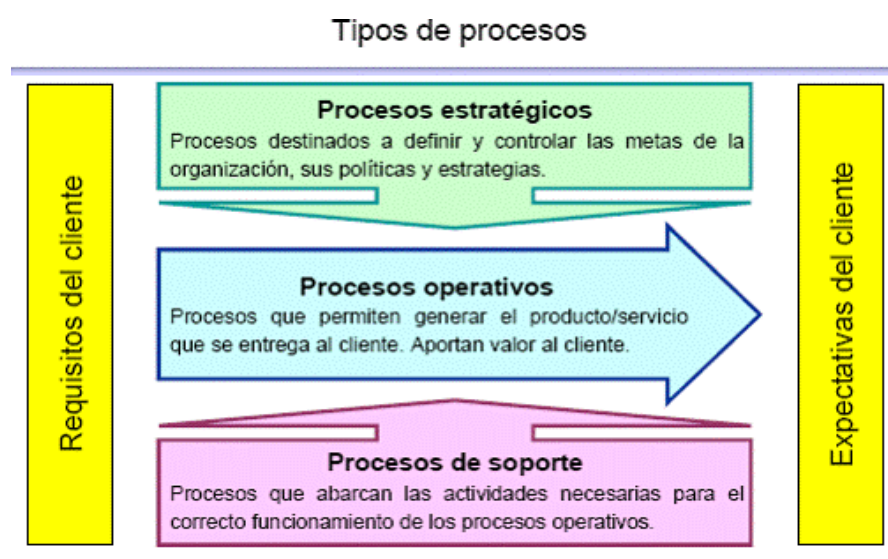 Tipos de procesos
Requisitos del cliente
Procesos estratégicos
Procesos destinados a definir y controlar las metas de la
organización, sus políticas y estrategias.
Procesos operativos
Procesos que permiten generar el producto/servicio
que se entrega al cliente. Aportan valor al cliente.
Procesos de soporte
Procesos que abarcan las actividades necesarias para el
correcto funcionamiento de los procesos operativos.
Expectativas del cliente